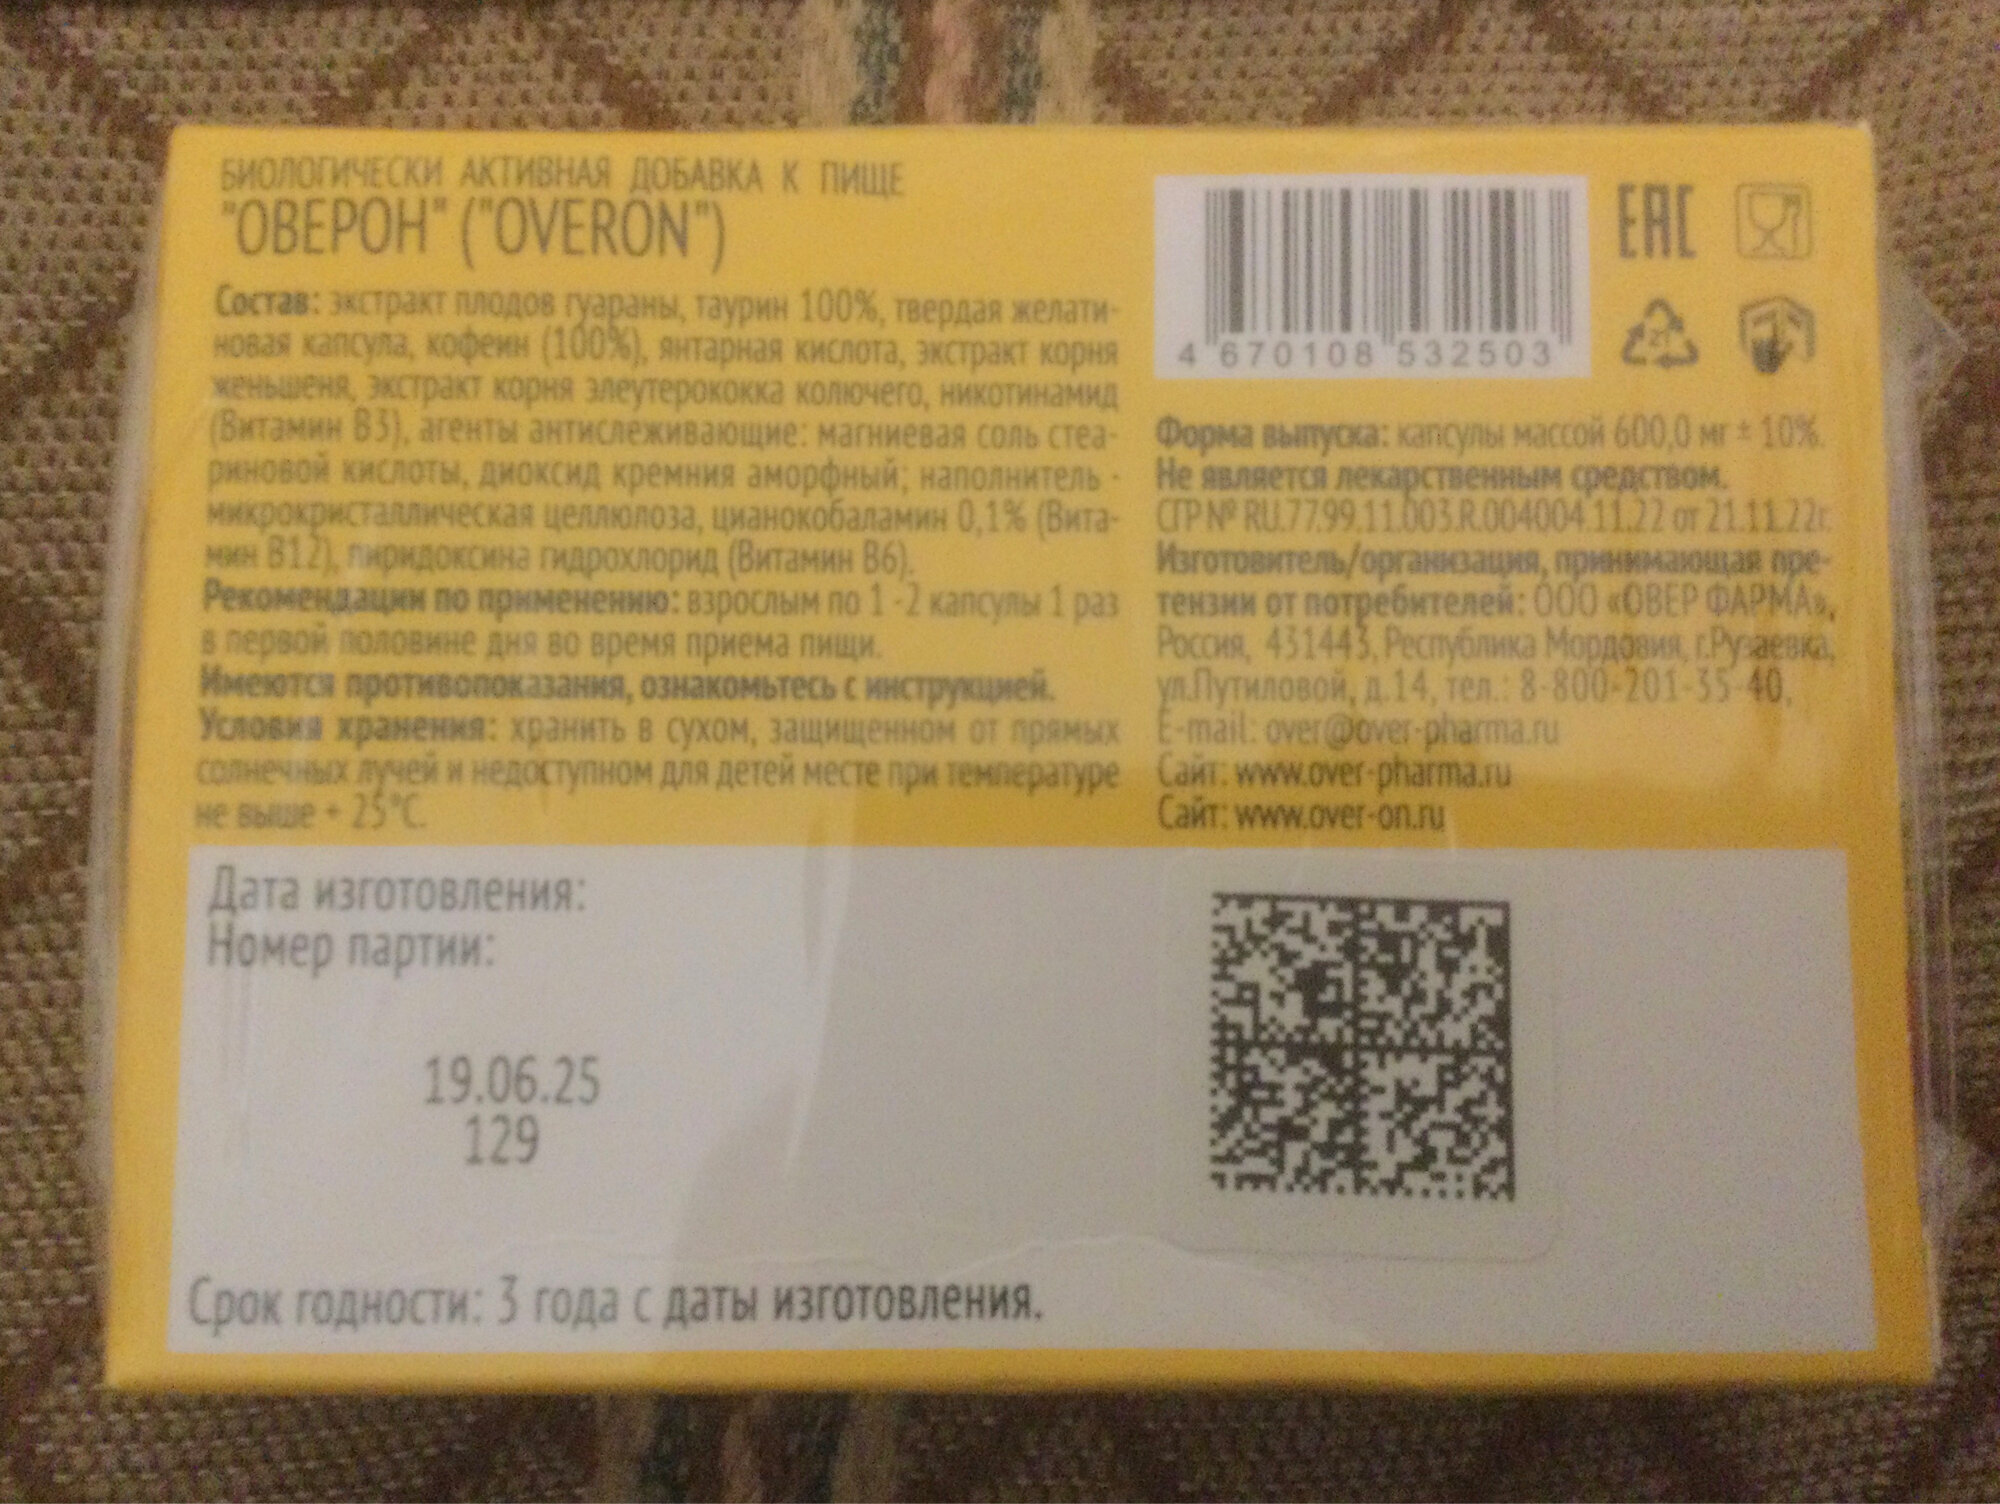 БИОЛОГИЧЕСКИ АКТИВНАЯ ДОБАВКА К ПИЩЕ
"ОВЕРОН" ("OVERON")
Состав: экстракт плодов гуараны, таурин 100%, твердая желати-
новая капсула, кофеин (100%), янтарная кислота, экстракт корня
женьшеня, экстракт корня элеутерококка колючего, никотинамид
(Витамин В3), агенты антислеживающие: магниевая соль стеа-
риновой кислоты, диоксид кремния аморфный; наполнитель -
микрокристаллическая целлюлоза, цианокобаламин 0,1% (Вита-
мин В12), пиридоксина гидрохлорид (Витамин В6).
Рекомендации по применению: взрослым по 1 -2 капсулы 1 раз
в первой половине дня во время приема пищи.
Имеются противопоказания, ознакомьтесь с инструкцией.
Условия хранения: хранить в сухом, защищенном от прямых
солнечных лучей и недоступном для детей месте при температуре
не выше + 25°С.
4 670108 532503
EAC
21
Форма выпуска: капсулы массой 600,0 мг ± 10%.
Не является лекарственным средством.
СГР № RU.77.99.11.003.R.004004.11.22 от 21.11.22г.
Изготовитель/организация, принимающая пре-
тензии от потребителей: ООО «ОВЕР ФАРМА»,
Россия, 431443, Республика Мордовия, г.Рузаевка,
ул.Путиловой, д.14, тел.: 8-800-201-35-40,
E-mail: over@over-pharma.ru
Сайт: www.over-pharma.ru
Сайт: www.over-on.ru
Дата изготовления:
Номер партии:
19.06.25
129
Срок годности: 3 года с даты изготовления.